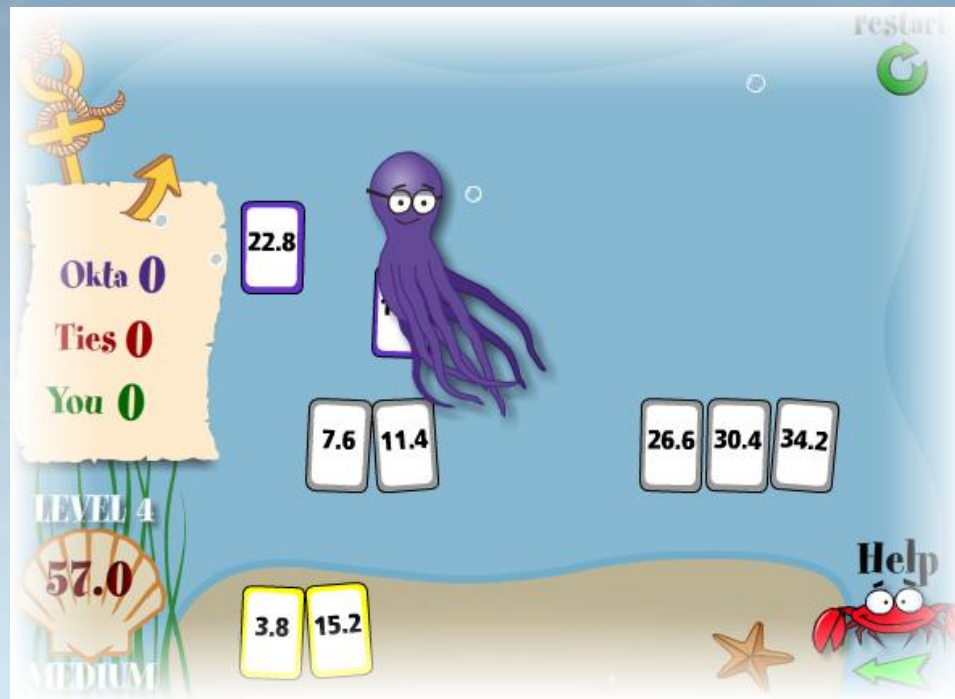 restart
22.8
Okta 0
Ties 0
You 0
7.6 11.4 26.6 30.4 34.2
LEVEL 4
57.0
MEDIUM
3.8 15.2
Help